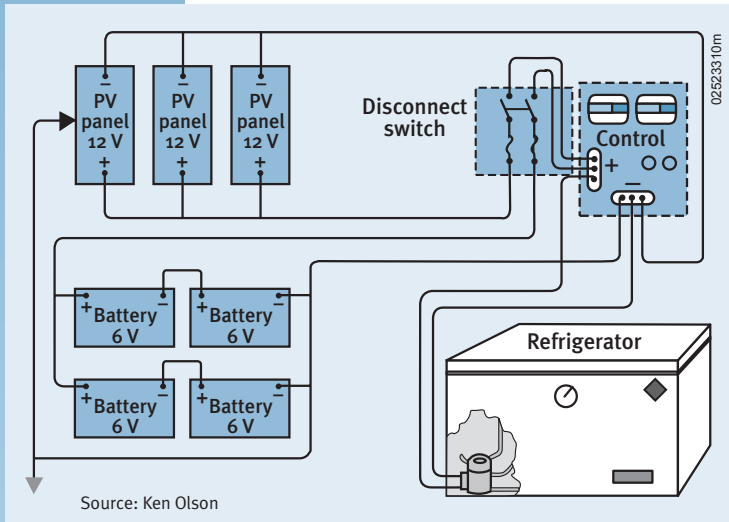 −
PV
panel
12 V
+
−
PV
panel
12 V
+
−
PV
panel
12 V
+
Disconnect
switch
Control
+
−
02523310m
+ Battery −
6 V
+ Battery −
6 V
+ Battery −
6 V
+ Battery −
6 V
Refrigerator
Source: Ken Olson